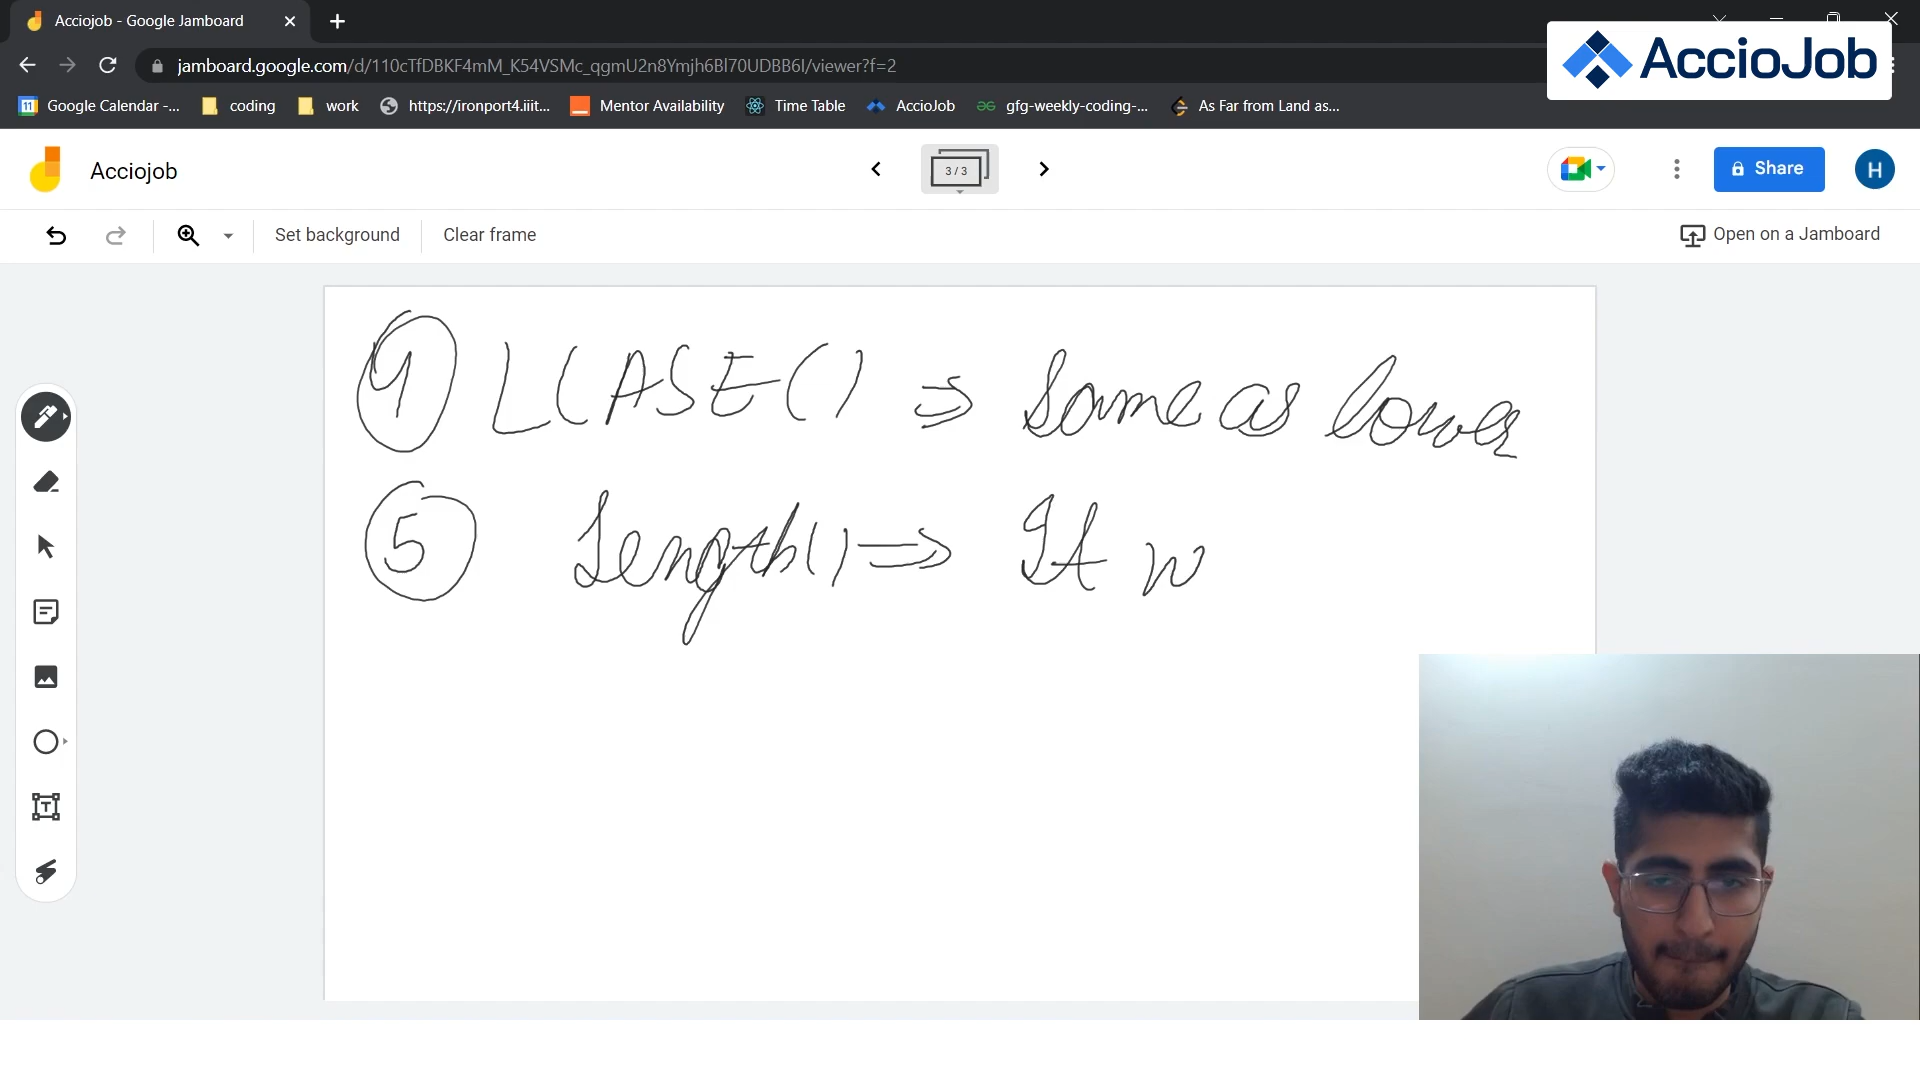 Acciojob - Google Jamboard
AccioJob
jamboard.google.com/d/110cTfDBKF4mM_K54VSMc_qgmU2n8Ymjh6Bl70UDBB6I/viewer?f=2
11 Google Calendar -... coding work https://ironport4.iiit... Mentor Availability Time Table AccioJob gfg-weekly-coding-... As Far from Land as...
Acciojob 3 / 3 Share H
Set background Clear frame Open on a Jamboard
4 LCASE() ⇒ Same as lower
5 Length() ⇒ It w